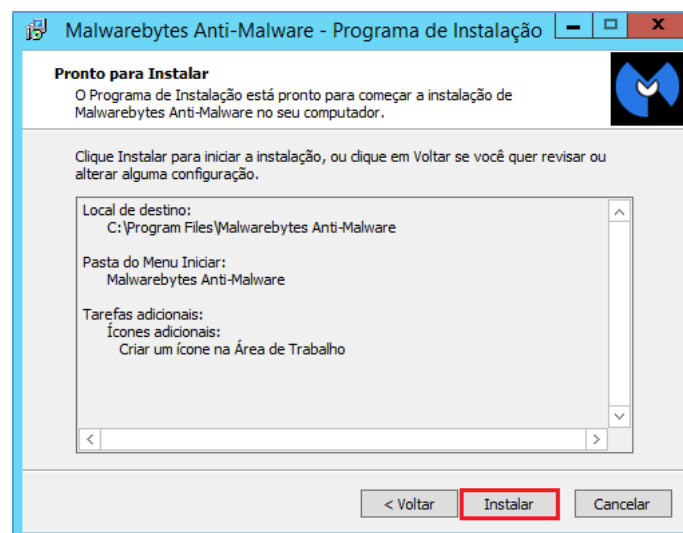 Malwarebytes Anti-Malware - Programa de Instalação
Pronto para Instalar
O Programa de Instalação está pronto para começar a instalação de
Malwarebytes Anti-Malware no seu computador.
Clique Instalar para iniciar a instalação, ou clique em Voltar se você quer revisar ou
alterar alguma configuração.
Local de destino:
C:\Program Files\Malwarebytes Anti-Malware
Pasta do Menu Iniciar:
Malwarebytes Anti-Malware
Tarefas adicionais:
Ícones adicionais:
Criar um ícone na Área de Trabalho
< Voltar
Instalar
Cancelar